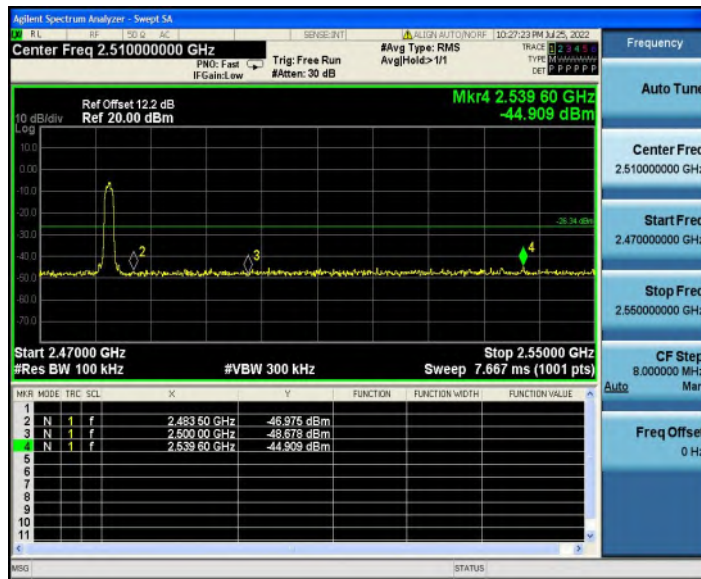 Agilent Spectrum Analyzer - Swept SA
RL RF 50 Ω AC SENSE:INT ALIGN AUTO/NORF 10:27:23 PM Jul 25, 2022
Center Freq 2.510000000 GHz
PNO: Fast
IFGain:Low
Trig: Free Run
#Atten: 30 dB
#Avg Type: RMS
Avg|Hold:>1/1
TRACE 1 2 3 4 5 6
TYPE M
DET P P P P P P
Frequency
Auto Tune
Center Freq
2.510000000 GHz
Start Freq
2.470000000 GHz
Stop Freq
2.550000000 GHz
CF Step
8.000000 MHz
Auto Man
Freq Offset
0 Hz
Ref Offset 12.2 dB
Ref 20.00 dBm
10 dB/div
Log
Mkr4 2.539 60 GHz
-44.909 dBm
10.0
0.00
-10.0
-20.0
-30.0
-40.0
-50.0
-60.0
-70.0
-26.34 dBm
2
3
4
Start 2.47000 GHz Stop 2.55000 GHz
#Res BW 100 kHz #VBW 300 kHz Sweep 7.667 ms (1001 pts)
MKR MODE TRC SCL X Y FUNCTION FUNCTION WIDTH FUNCTION VALUE
1
2 N 1 f 2.483 50 GHz -46.975 dBm
3 N 1 f 2.500 00 GHz -48.678 dBm
4 N 1 f 2.539 60 GHz -44.909 dBm
5
6
7
8
9
10
11
MSG STATUS